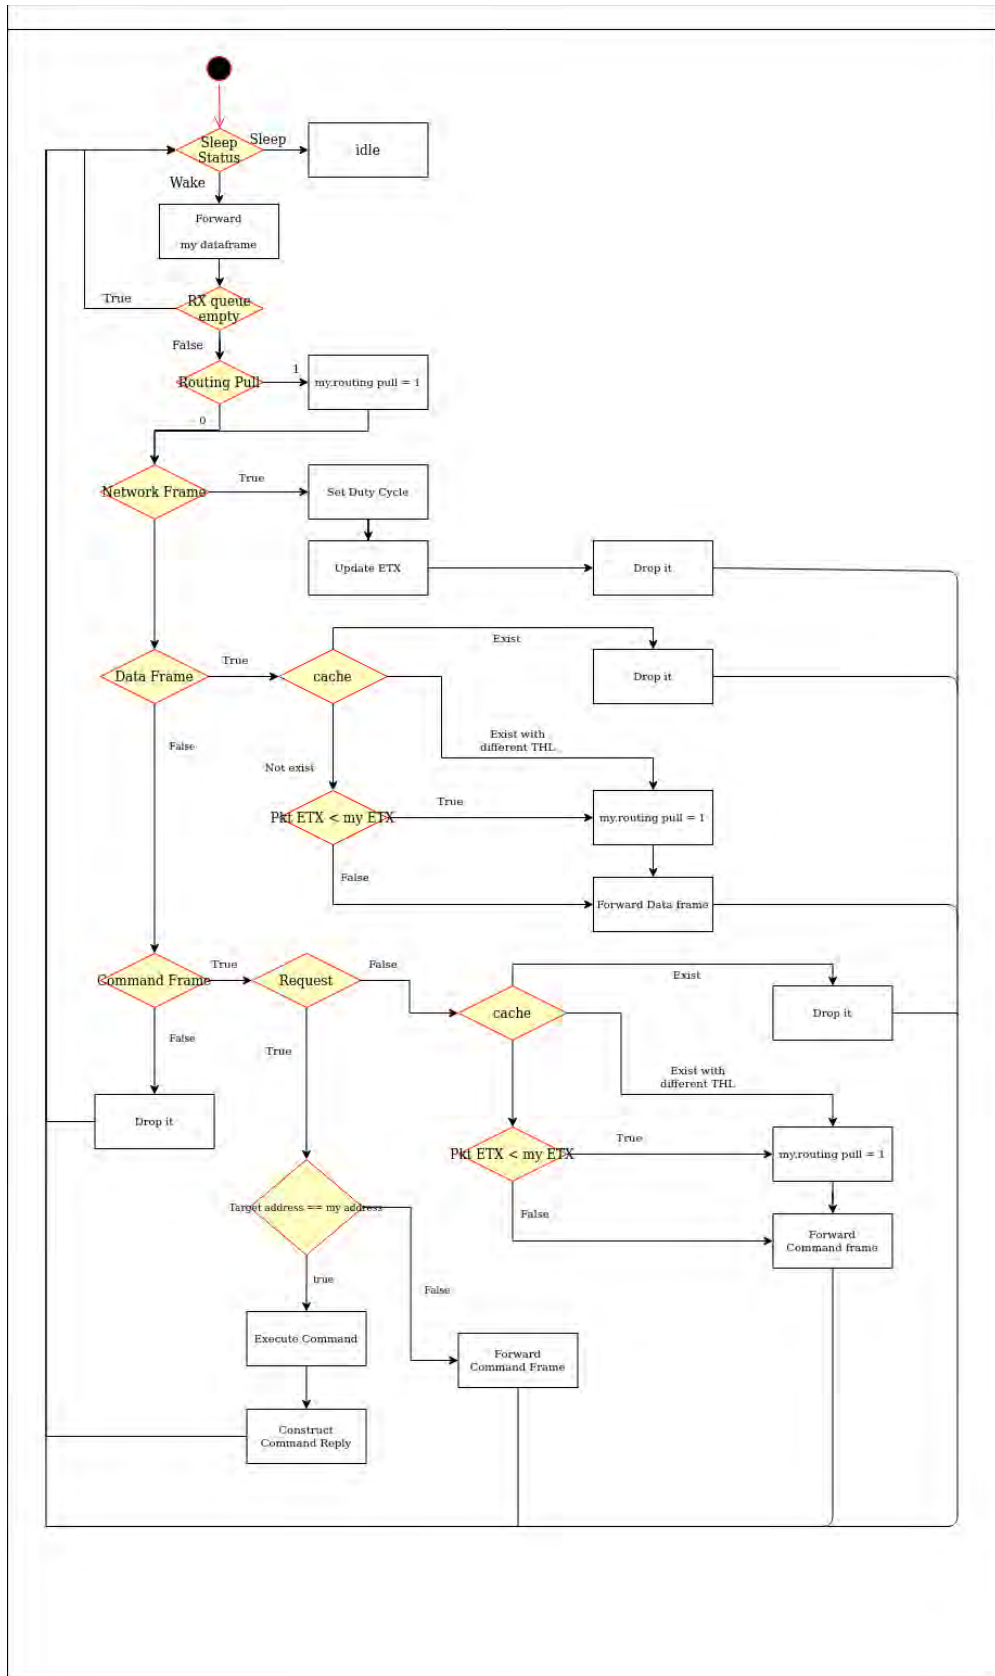 Sleep
Status
Sleep
idle
Wake
Forward
my dataframe
RX queue
empty
True
False
Routing Pull
1
my.routing pull = 1
0
Network Frame
True
Set Duty Cycle
Update ETX
Drop it
Data Frame
True
cache
Exist
Drop it
False
Exist with
different THL
Not exist
Pkt ETX < my ETX
True
my.routing pull = 1
False
Forward Data frame
Command Frame
True
Request
False
cache
Exist
Drop it
False
True
Exist with
different THL
Drop it
Pkt ETX < my ETX
True
my.routing pull = 1
Target address == my address
False
Forward
Command frame
true
False
Execute Command
Forward
Command Frame
Construct
Command Reply